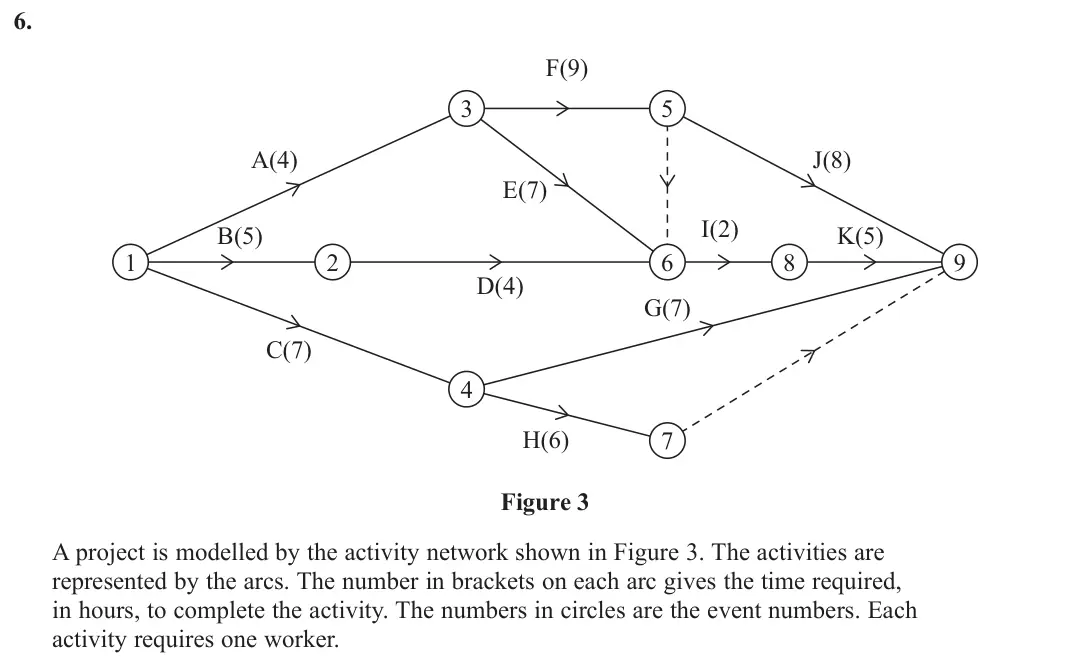 6.
F(9)
3
5
A(4)
J(8)
E(7)
B(5)
I(2)
K(5)
1
2
6
8
9
D(4)
G(7)
C(7)
4
H(6)
7
Figure 3
A project is modelled by the activity network shown in Figure 3. The activities are
represented by the arcs. The number in brackets on each arc gives the time required,
in hours, to complete the activity. The numbers in circles are the event numbers. Each
activity requires one worker.